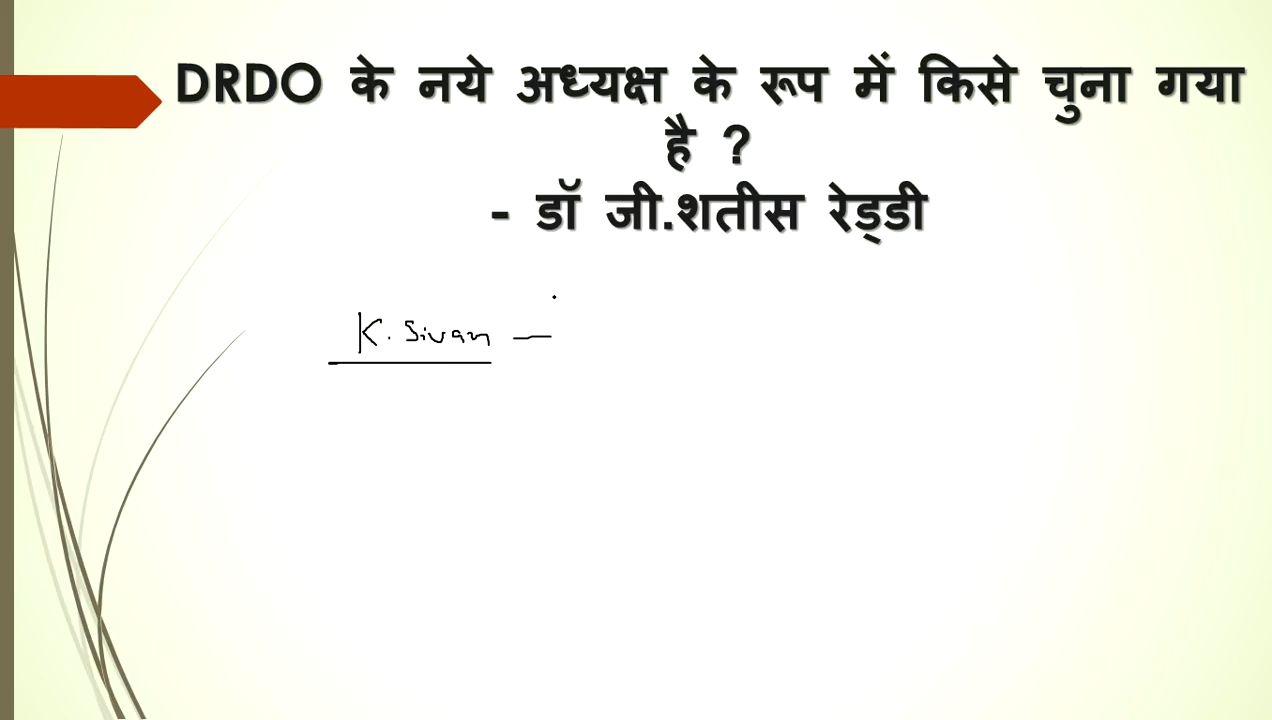 DRDO के नये अध्यक्ष के रूप में किसे चुना गया
है ?
- डॉ जी.शतीस रेड्डी
K. Sivan —